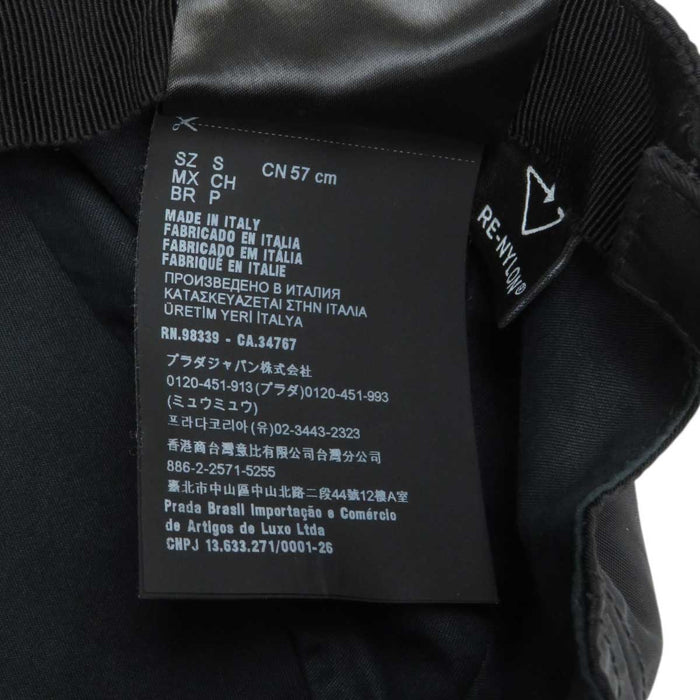 SZ S CN 57 cm
MX CH
BR P
MADE IN ITALY
FABRICADO EN ITALIA
FABRICADO EM ITÁLIA
FABRIQUÉ EN ITALIE
ПРОИЗВЕДЕНО В ИТАЛИЯ
ΚΑΤΑΣΚΕΥΑΖΕΤΑΙ ΣΤΗΝ ΙΤΑΛΙΑ
ÜRETİM YERİ İTALYA
RN.98339 - CA.34767
プラダジャパン株式会社
0120-451-913(プラダ)0120-451-993
(ミュウミュウ)
프라다코리아(유)02-3443-2323
香港商台灣意比有限公司台灣分公司
886-2-2571-5255
臺北市中山區中山北路二段44號12樓A室
Prada Brasil Importação e Comércio
de Artigos de Luxo Ltda
CNPJ 13.633.271/0001-26
RE-NYLON®